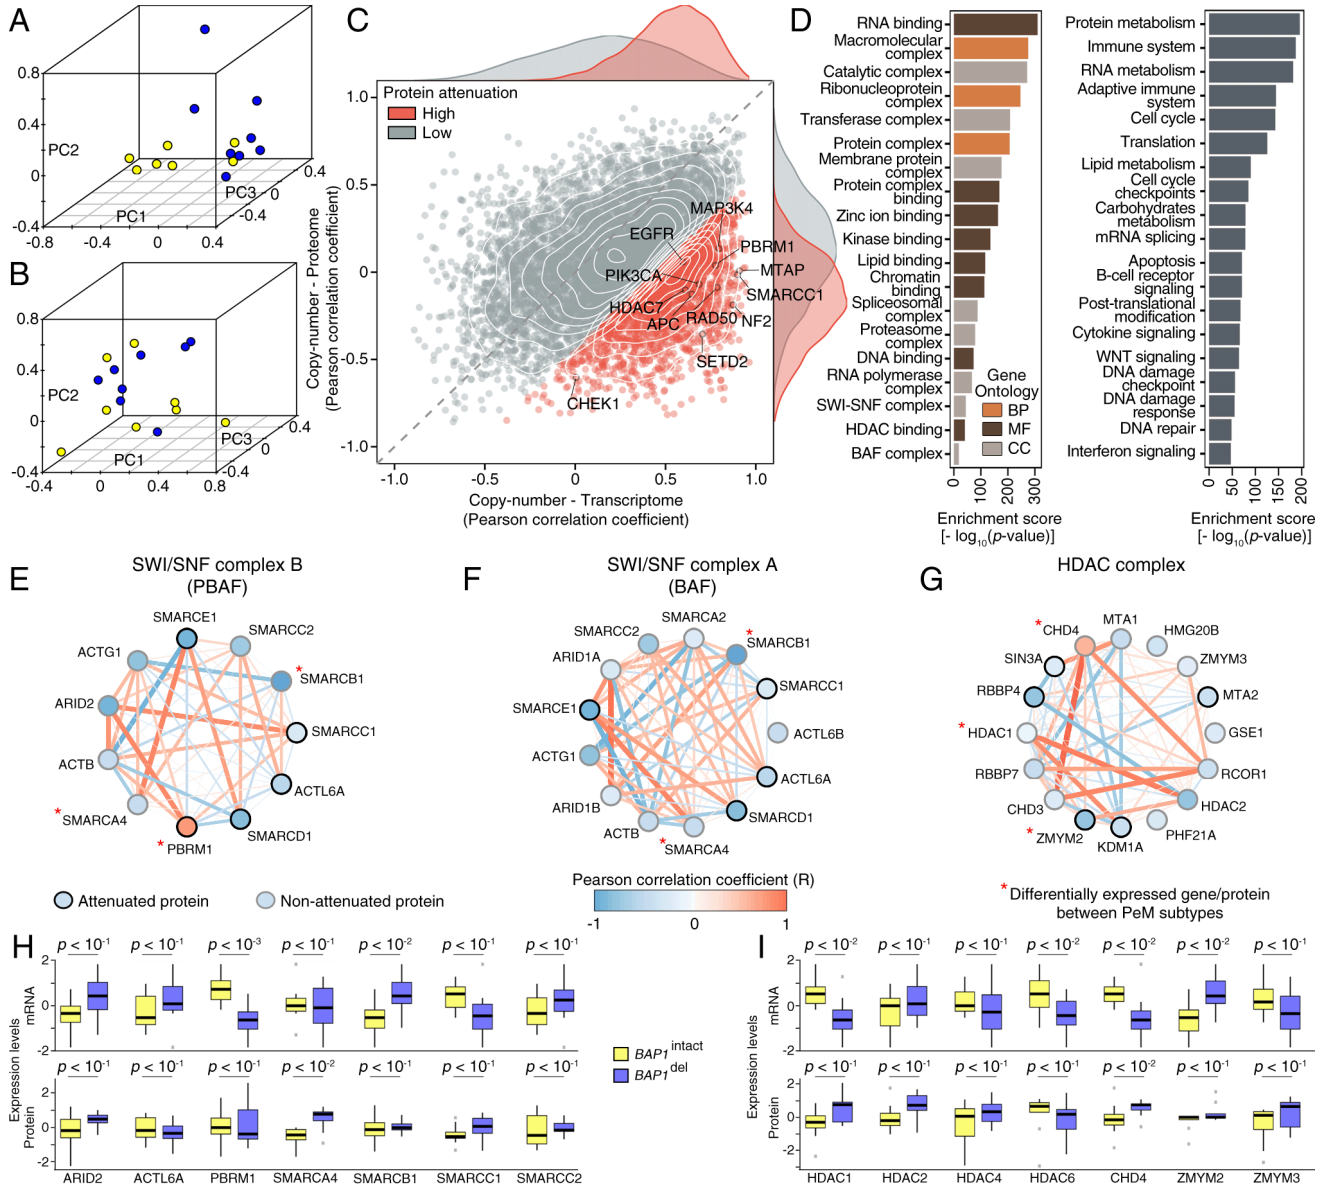 A
0.8
0.4
PC2
0
-0.4
-0.8
-0.4
0
0.4
PC1
PC3
-0.4
0
0.4
B
0.8
0.4
PC2
0
-0.4
-0.4
0
0.4
0.8
PC1
PC3
-0.4
0
0.4
C
Protein attenuation
High
Low
Copy-number - Proteome
(Pearson correlation coefficient)
1.0
0.5
0
-0.5
-1.0
MAP3K4
EGFR
PBRM1
PIK3CA
MTAP
SMARCC1
HDAC7
APC
RAD50
NF2
SETD2
CHEK1
-1.0
-0.5
0
0.5
1.0
Copy-number - Transcriptome
(Pearson correlation coefficient)
D
RNA binding
Macromolecular
complex
Catalytic complex
Ribonucleoprotein
complex
Transferase complex
Protein complex
Membrane protein
complex
Protein complex
binding
Zinc ion binding
Kinase binding
Lipid binding
Chromatin
binding
Spliceosomal
complex
Proteasome
complex
DNA binding
RNA polymerase
complex
SWI-SNF complex
HDAC binding
BAF complex
Gene
Ontology
BP
MF
CC
0
100
200
300
Enrichment score
[- log10(p-value)]
Protein metabolism
Immune system
RNA metabolism
Adaptive immune
system
Cell cycle
Translation
Lipid metabolism
Cell cycle
checkpoints
Carbohydrates
metabolism
mRNA splicing
Apoptosis
B-cell receptor
signaling
Post-translational
modification
Cytokine signaling
WNT signaling
DNA damage
checkpoint
DNA damage
response
DNA repair
Interferon signaling
0
50
100
150
200
Enrichment score
[- log10(p-value)]
E
SWI/SNF complex B
(PBAF)
SMARCE1
SMARCC2
ACTG1
* SMARCB1
ARID2
SMARCC1
ACTB
ACTL6A
* SMARCA4
SMARCD1
* PBRM1
F
SWI/SNF complex A
(BAF)
SMARCA2
SMARCC2
* SMARCB1
ARID1A
SMARCC1
SMARCE1
ACTL6B
ACTG1
ACTL6A
ARID1B
SMARCD1
ACTB
* SMARCA4
G
HDAC complex
MTA1
* CHD4
HMG20B
SIN3A
ZMYM3
RBBP4
MTA2
* HDAC1
GSE1
RBBP7
RCOR1
CHD3
HDAC2
* ZMYM2
PHF21A
KDM1A
Attenuated protein
Non-attenuated protein
Pearson correlation coefficient (R)
-1
0
1
* Differentially expressed gene/protein
between PeM subtypes
H
p < 10-1
p < 10-1
p < 10-3
p < 10-1
p < 10-2
p < 10-1
p < 10-1
2
0
-2
mRNA
Expression levels
p < 10-1
p < 10-1
p < 10-1
p < 10-2
p < 10-1
p < 10-1
p < 10-1
2
0
-2
Protein
ARID2
ACTL6A
PBRM1
SMARCA4
SMARCB1
SMARCC1
SMARCC2
BAP1 intact
BAP1 del
I
p < 10-2
p < 10-1
p < 10-1
p < 10-2
p < 10-2
p < 10-2
p < 10-1
2
0
-2
mRNA
Expression levels
p < 10-1
p < 10-1
p < 10-1
p < 10-1
p < 10-2
p < 10-1
p < 10-1
2
0
-2
Protein
HDAC1
HDAC2
HDAC4
HDAC6
CHD4
ZMYM2
ZMYM3